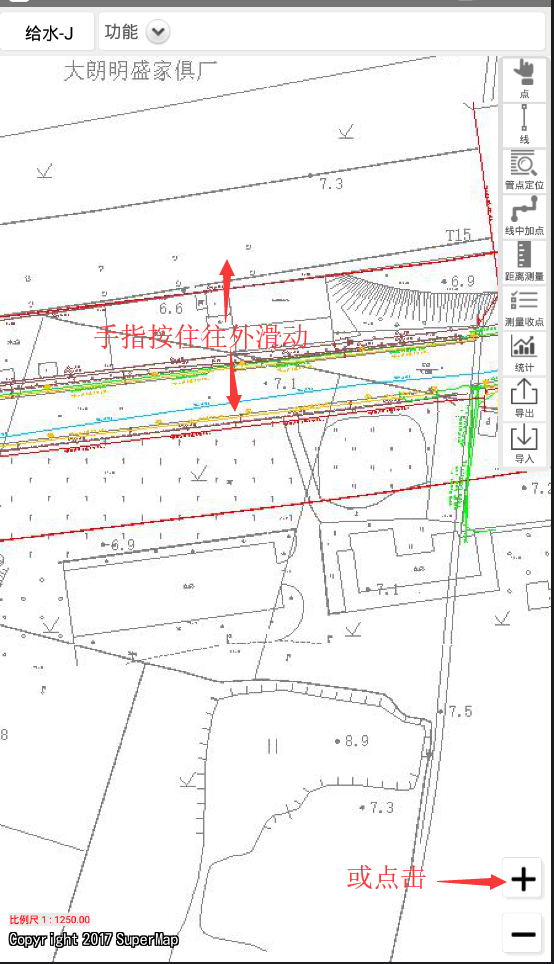 给水-J
功能
大朗明盛家俱厂
点
线
7.3
管点定位
T15
线中加点
距离测量
6.9
6.6
测量收点
手指按住往外滑动
统计
7.1
导出
导入
7.2
6.9
7.1
7.5
8
8.9
7.3
或点击
比例尺 1 : 1250.00
Copyright 2017 SuperMap